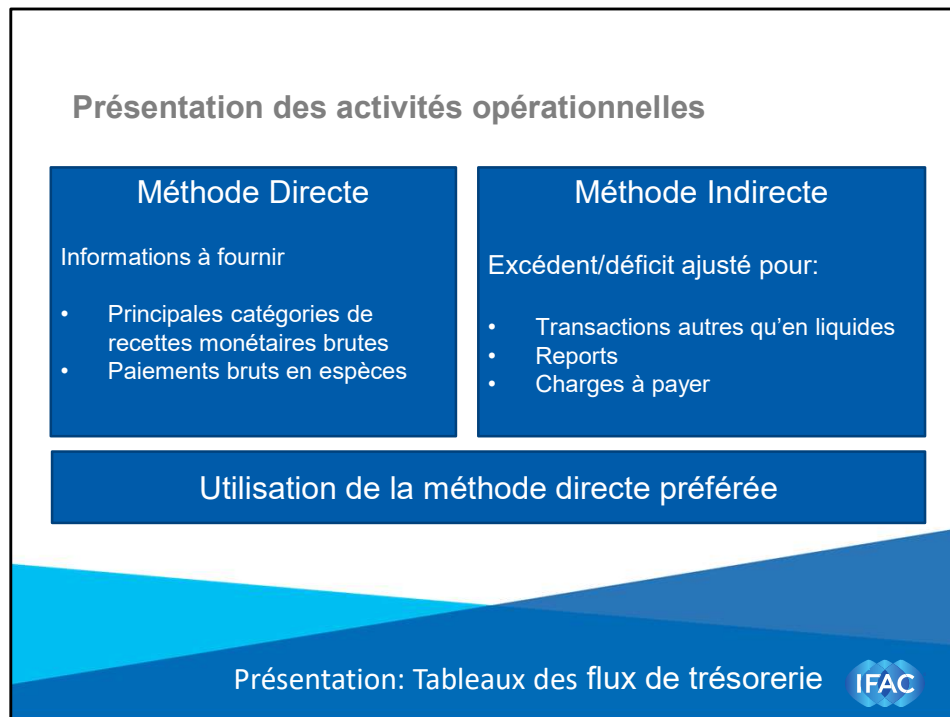 Présentation des activités opérationnelles
Méthode Directe
Informations à fournir
• Principales catégories de
recettes monétaires brutes
• Paiements bruts en espèces
Méthode Indirecte
Excédent/déficit ajusté pour:
• Transactions autres qu’en liquides
• Reports
• Charges à payer
Utilisation de la méthode directe préférée
Présentation: Tableaux des flux de trésorerie
IFAC